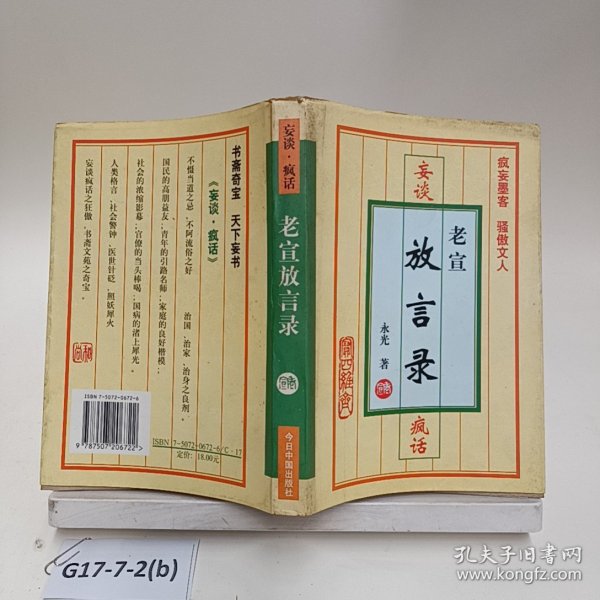 疯妄墨客 骚傲文人
妄谈
老宣
放言录
永光 著
疯话
妄谈·疯话
老宣放言录
今日中国出版社
书斋奇宝 天下妄书
《妄谈·疯话》
不慑当道之忌,不阿流俗之好 治国、治家、治身之良剂。
国民的高朋益友;青年的引路名师;家庭的良好楷模;
社会的浓缩影幕;官僚的当头棒喝;国病的渚上犀光。
人类格言、社会警钟、医世针砭、照妖犀火
妄谈疯话之狂傲、书斋文苑之奇宝。
ISBN 7-5072-0672-6
9 787507 206722 >
ISBN 7-5072-0672-6/C·17
定价: 18.00元
G17-7-2(b)
孔夫子旧书网
www.kongfz.com